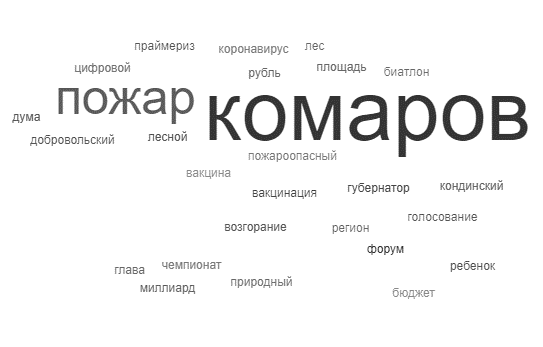 праймериз
коронавирус
лес
цифровой
рубль
площадь
биатлон
пожар
комаров
дума
добровольский
лесной
пожароопасный
вакцина
вакцинация
губернатор
кондинский
голосование
возгорание
регион
форум
глава
чемпионат
ребенок
миллиард
природный
бюджет